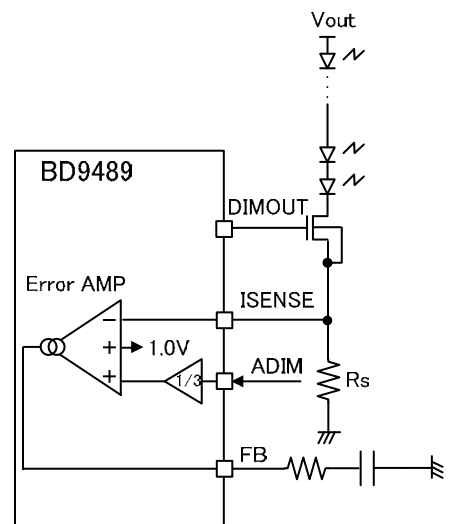 Vout
BD9489
DIMOUT
Error AMP
ISENSE
−
+
1.0V
ADIM
+
1/3
Rs
FB